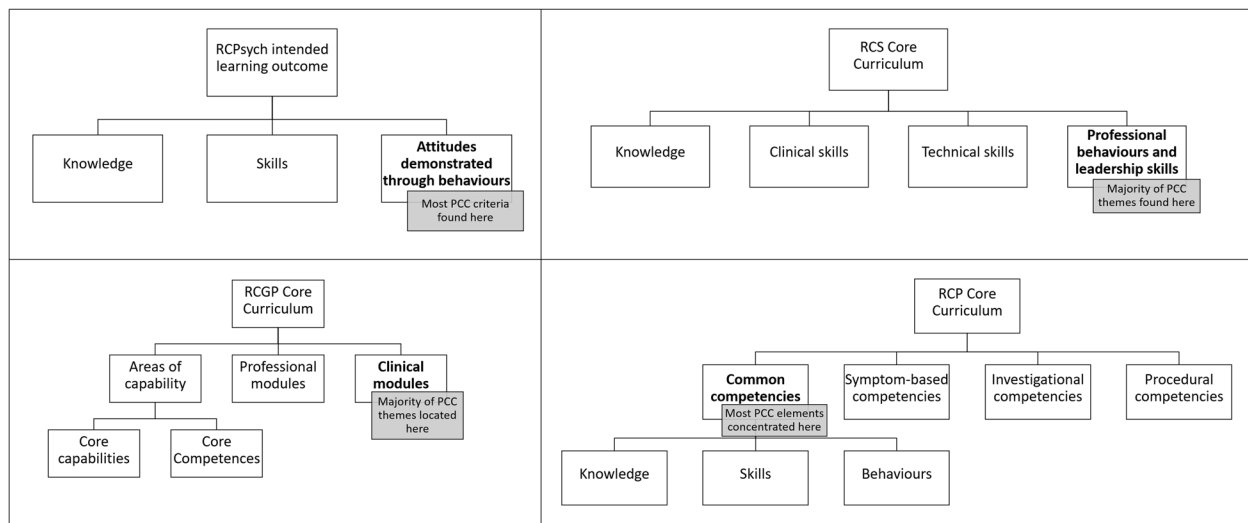 RCPsych intended
learning outcome
Knowledge
Skills
Attitudes
demonstrated
through behaviours
Most PCC criteria
found here
RCS Core
Curriculum
Knowledge
Clinical skills
Technical skills
Professional
behaviours and
leadership skills
Majority of PCC
themes found here
RCGP Core
Curriculum
Areas of
capability
Professional
modules
Clinical
modules
Majority of PCC
themes located
here
Core
capabilities
Core
Competences
RCP Core
Curriculum
Common
competencies
Symptom-based
competencies
Investigational
competencies
Procedural
competencies
Most PCC elements
concentrated here
Knowledge
Skills
Behaviours